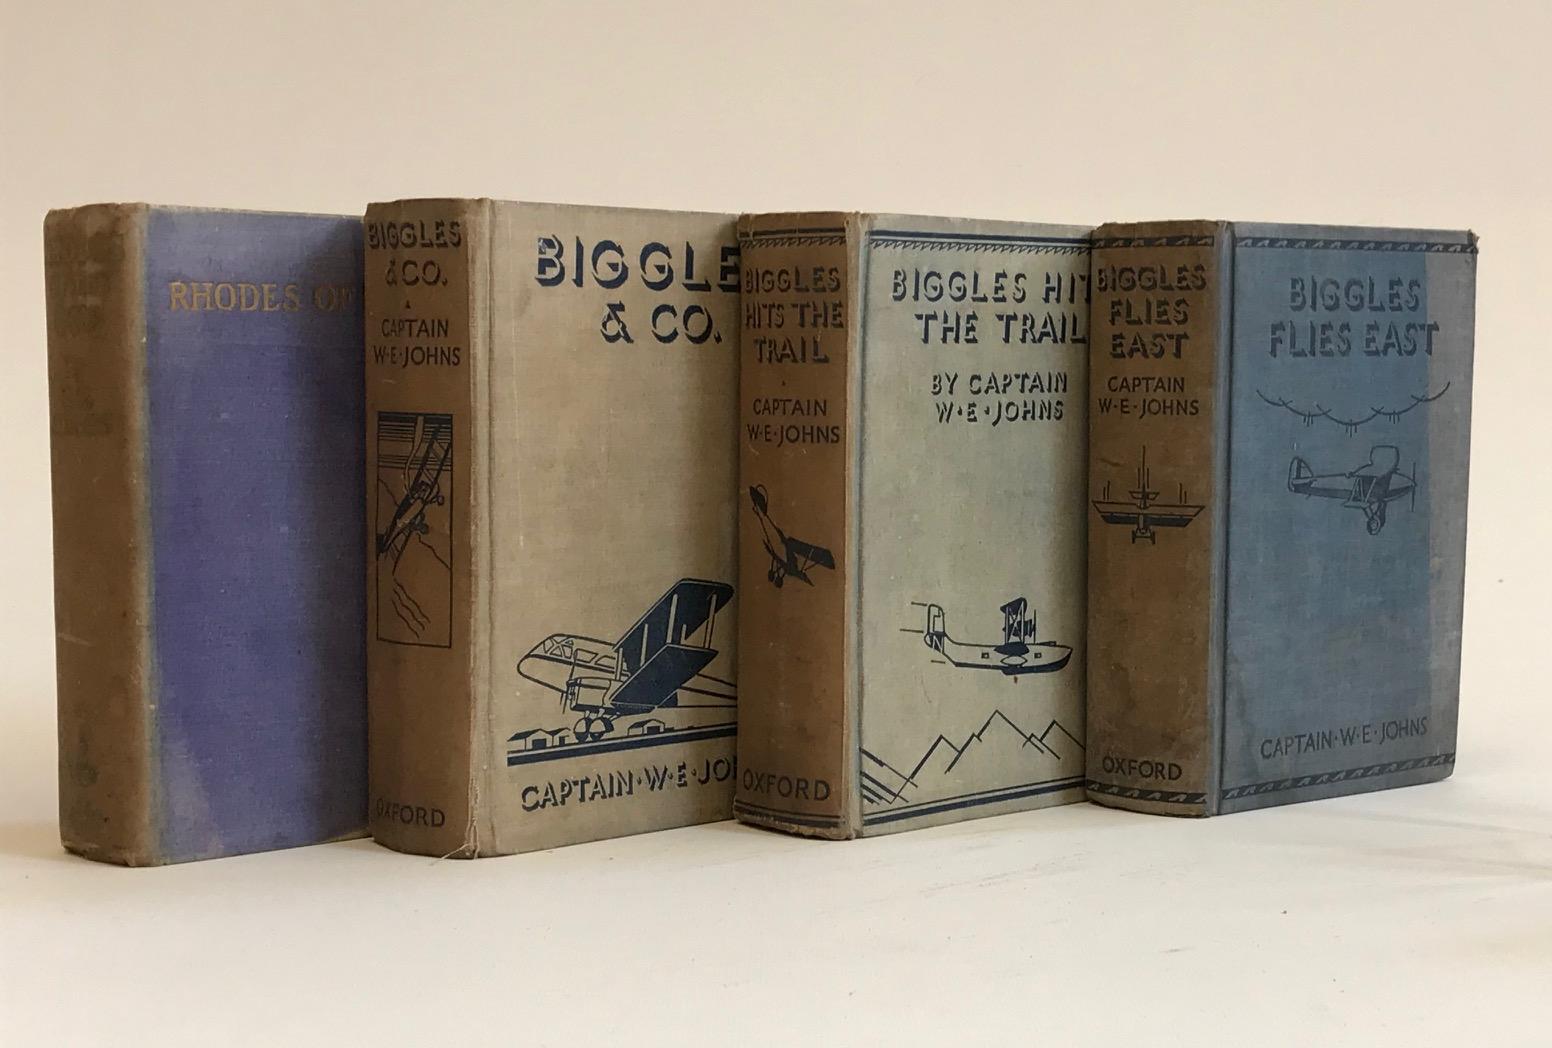 RHODES OF
BIGGLES
&CO.
CAPTAIN
W·E·JOHNS
OXFORD
BIGGLE
& CO.
CAPTAIN·W·E·JO
BIGGLES
HITS THE
TRAIL
CAPTAIN
W·E·JOHNS
OXFORD
BIGGLES HIT
THE TRAIL
BY CAPTAIN
W·E·JOHNS
BIGGLES
FLIES
EAST
CAPTAIN
W·E·JOHNS
OXFORD
BIGGLES
FLIES EAST
CAPTAIN·W·E·JOHNS